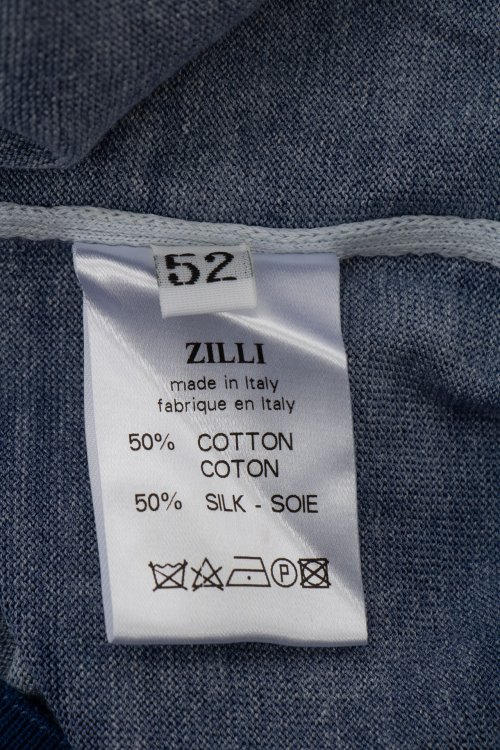 52
ZILLI
made in Italy
fabrique en Italy
50% COTTON
COTON
50% SILK - SOIE
P